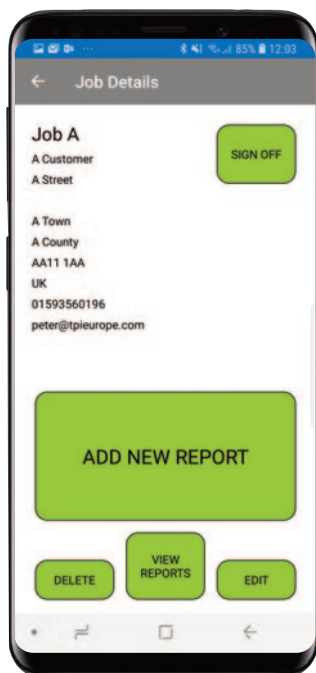 85% 12:03
Job Details
Job A
SIGN OFF
A Customer
A Street
A Town
A County
AA11 1AA
UK
01593560196
peter@tpieurope.com
ADD NEW REPORT
DELETE
VIEW
REPORTS
EDIT